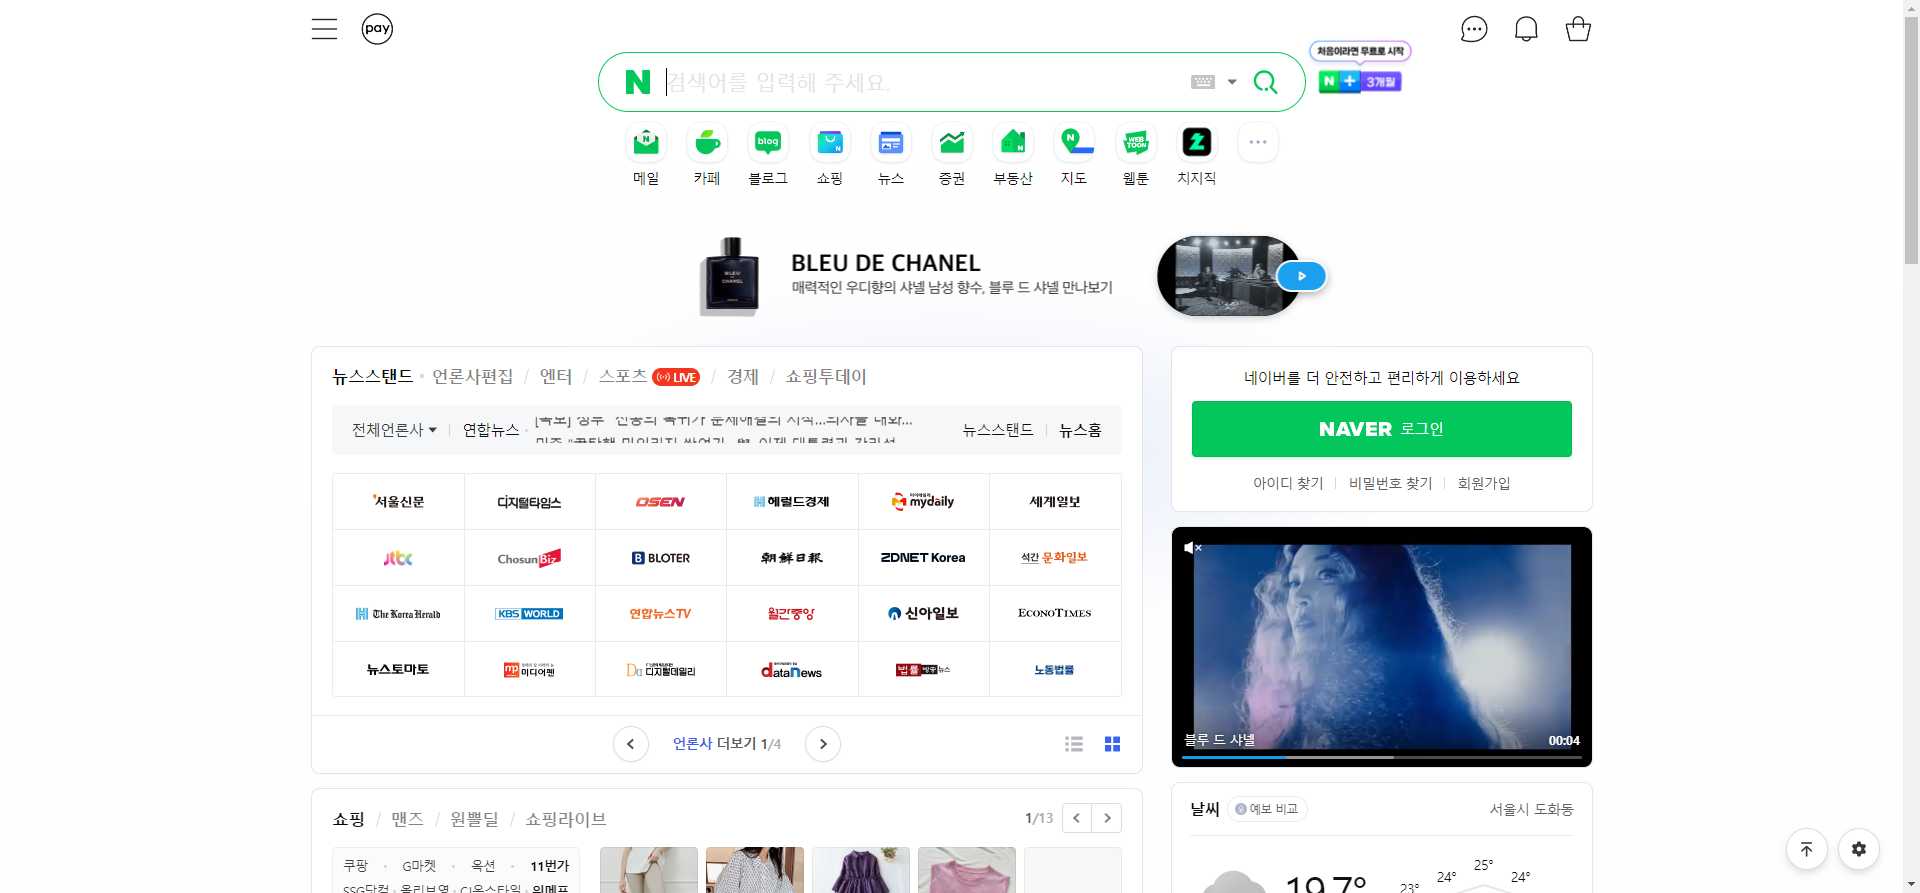 pay
처음이라면 무료로 시작
N 검색어를 입력해 주세요.
N + 3개월
메일 카페 블로그 쇼핑 뉴스 증권 부동산 지도 웹툰 치지직
BLEU DE CHANEL
매력적인 우디향의 샤넬 남성 향수, 블루 드 샤넬 만나보기
뉴스스탠드 언론사편집 엔터 스포츠 LIVE 경제 쇼핑투데이
전체언론사 연합뉴스 뉴스스탠드 뉴스홈
서울신문 디지털타임스 OSEN 헤럴드경제 mydaily 세계일보
jtbc ChosunBiz BLOTER 朝鮮日報 ZDNET Korea 석간 문화일보
The Korea Herald KBS WORLD 연합뉴스TV 월간중앙 신아일보 ECONOTIMES
뉴스토마토 mp 미디어펜 디지털데일리 dataNews 법률방송뉴스 노동법률
언론사 더보기 1/4
네이버를 더 안전하고 편리하게 이용하세요
NAVER 로그인
아이디 찾기 비밀번호 찾기 회원가입
블루 드 샤넬 00:04
쇼핑 맨즈 원쁠딜 쇼핑라이브 1/13
쿠팡 · G마켓 · 옥션 · 11번가
SSG닷컴 · 올리브영 · CJ온스타일 · 위메프
날씨 예보 비교 서울시 도화동
19.7° 23° 24° 25° 24°